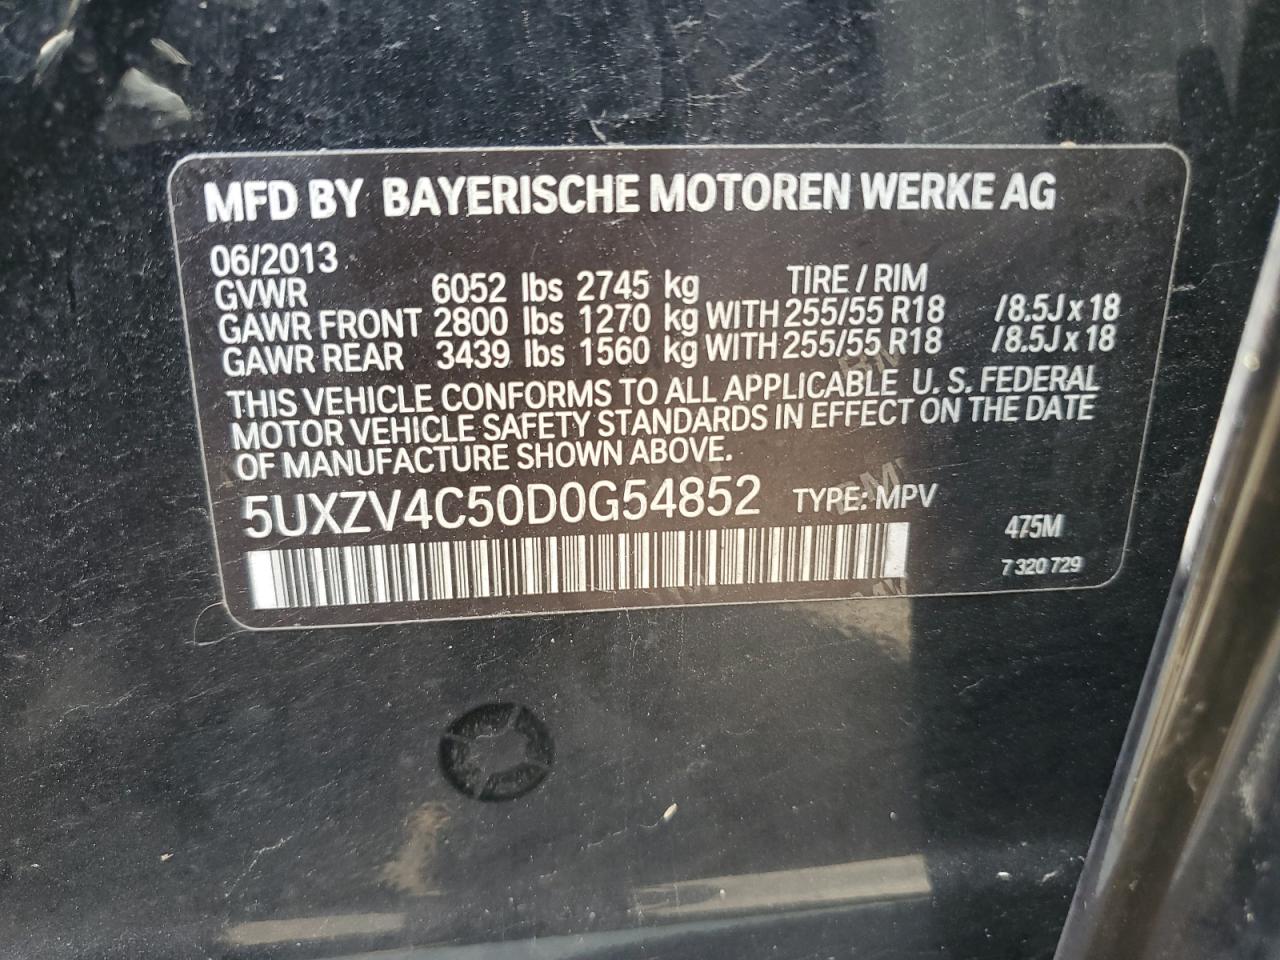 MFD BY BAYERISCHE MOTOREN WERKE AG
06/2013
GVWR 6052 lbs 2745 kg TIRE / RIM
GAWR FRONT 2800 lbs 1270 kg WITH 255/55 R18 /8.5J x 18
GAWR REAR 3439 lbs 1560 kg WITH 255/55 R18 /8.5J x 18
THIS VEHICLE CONFORMS TO ALL APPLICABLE U. S. FEDERAL
MOTOR VEHICLE SAFETY STANDARDS IN EFFECT ON THE DATE
OF MANUFACTURE SHOWN ABOVE.
5UXZV4C50D0G54852 TYPE: MPV
475M
7 320 729